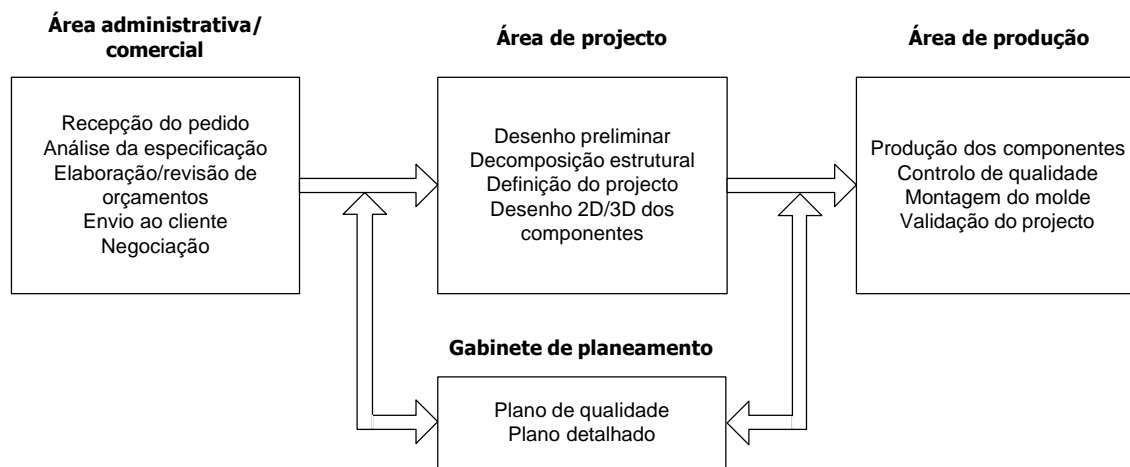 Área administrativa/
comercial
Recepção do pedido
Análise da especificação
Elaboração/revisão de
orçamentos
Envio ao cliente
Negociação
Área de projecto
Desenho preliminar
Decomposição estrutural
Definição do projecto
Desenho 2D/3D dos
componentes
Área de produção
Produção dos componentes
Controlo de qualidade
Montagem do molde
Validação do projecto
Gabinete de planeamento
Plano de qualidade
Plano detalhado